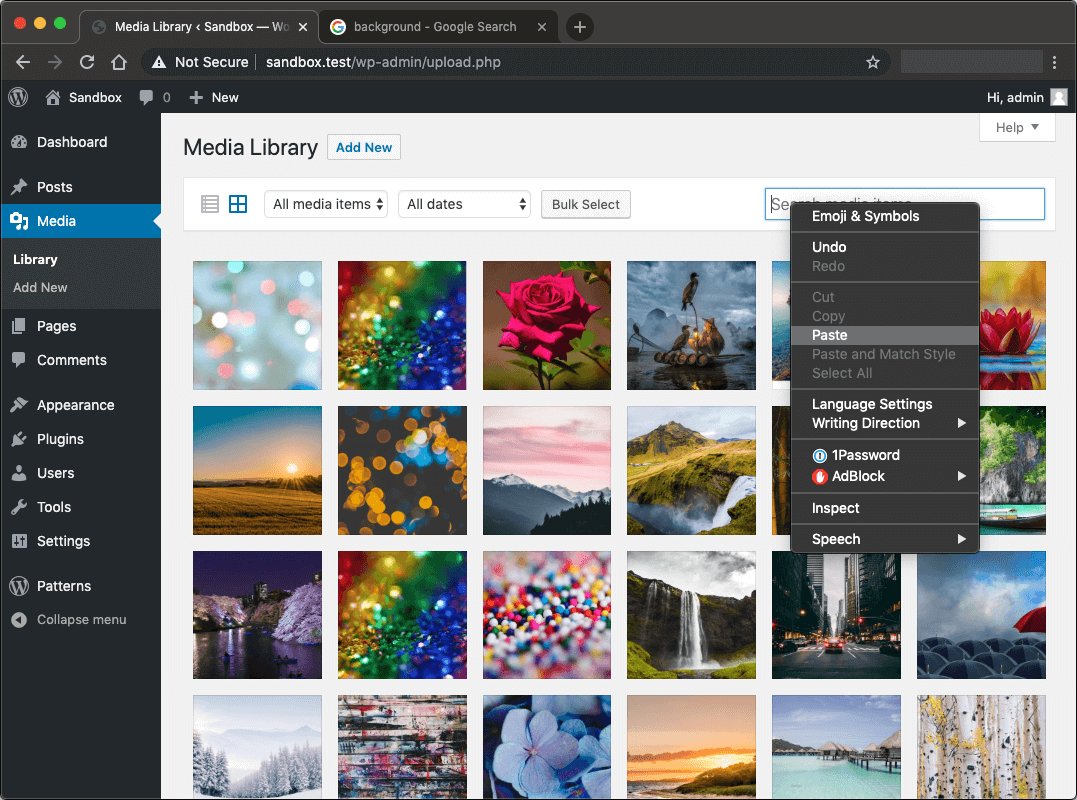 Media Library ‹ Sandbox — Wo
background - Google Search
Not Secure
sandbox.test/wp-admin/upload.php
Sandbox
0
New
Hi, admin
Dashboard
Posts
Media
Library
Add New
Pages
Comments
Appearance
Plugins
Users
Tools
Settings
Patterns
Collapse menu
Help
Media Library
Add New
All media items
All dates
Bulk Select
Search media items
Emoji & Symbols
Undo
Redo
Cut
Copy
Paste
Paste and Match Style
Select All
Language Settings
Writing Direction
1Password
AdBlock
Inspect
Speech